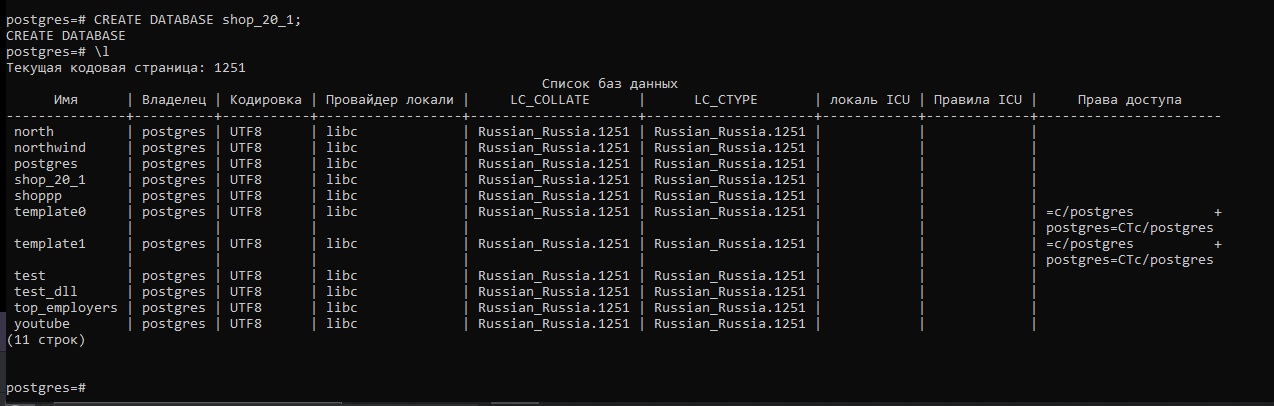 postgres=# CREATE DATABASE shop_20_1;
CREATE DATABASE
postgres=# \l
Текущая кодовая страница: 1251
                                                                   Список баз данных
      Имя      | Владелец | Кодировка | Провайдер локали |     LC_COLLATE      |      LC_CTYPE       | локаль ICU | Правила ICU |     Права доступа
---------------+----------+-----------+------------------+---------------------+---------------------+------------+-------------+-----------------------
 north         | postgres | UTF8      | libc             | Russian_Russia.1251 | Russian_Russia.1251 |            |             |
 northwind     | postgres | UTF8      | libc             | Russian_Russia.1251 | Russian_Russia.1251 |            |             |
 postgres      | postgres | UTF8      | libc             | Russian_Russia.1251 | Russian_Russia.1251 |            |             |
 shop_20_1     | postgres | UTF8      | libc             | Russian_Russia.1251 | Russian_Russia.1251 |            |             |
 shoppp        | postgres | UTF8      | libc             | Russian_Russia.1251 | Russian_Russia.1251 |            |             |
 template0     | postgres | UTF8      | libc             | Russian_Russia.1251 | Russian_Russia.1251 |            |             | =c/postgres          +
               |          |           |                  |                     |                     |            |             | postgres=CTc/postgres
 template1     | postgres | UTF8      | libc             | Russian_Russia.1251 | Russian_Russia.1251 |            |             | =c/postgres          +
               |          |           |                  |                     |                     |            |             | postgres=CTc/postgres
 test          | postgres | UTF8      | libc             | Russian_Russia.1251 | Russian_Russia.1251 |            |             |
 test_dll      | postgres | UTF8      | libc             | Russian_Russia.1251 | Russian_Russia.1251 |            |             |
 top_employers | postgres | UTF8      | libc             | Russian_Russia.1251 | Russian_Russia.1251 |            |             |
 youtube       | postgres | UTF8      | libc             | Russian_Russia.1251 | Russian_Russia.1251 |            |             |
(11 строк)
postgres=#